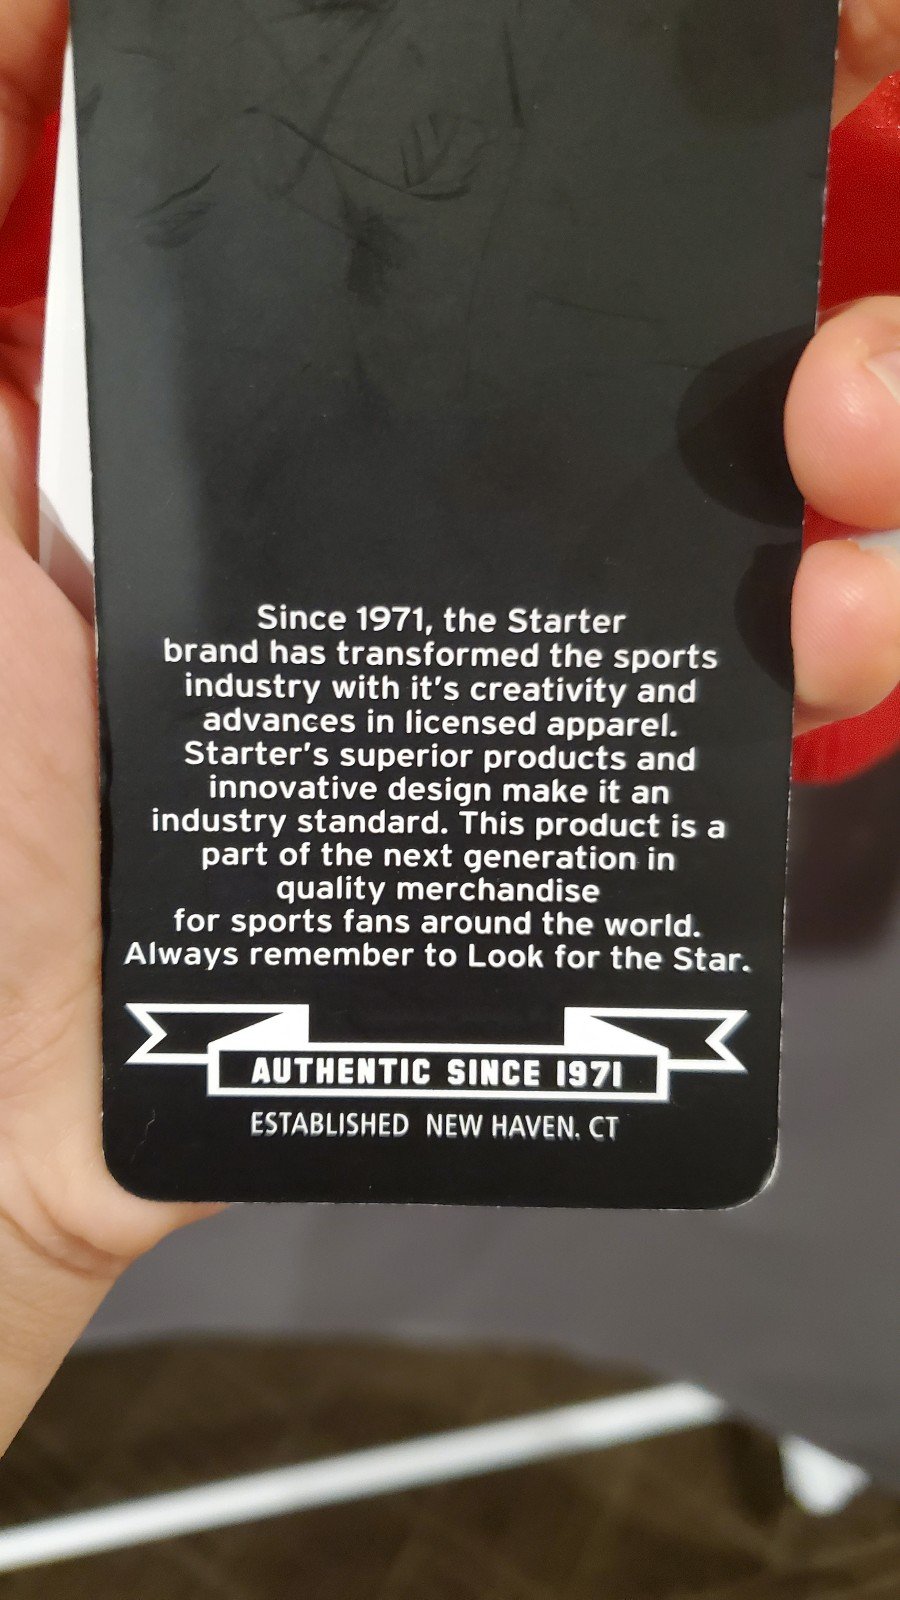 Since 1971, the Starter
brand has transformed the sports
industry with it's creativity and
advances in licensed apparel.
Starter's superior products and
innovative design make it an
industry standard. This product is a
part of the next generation in
quality merchandise
for sports fans around the world.
Always remember to Look for the Star.
AUTHENTIC SINCE 1971
ESTABLISHED NEW HAVEN. CT